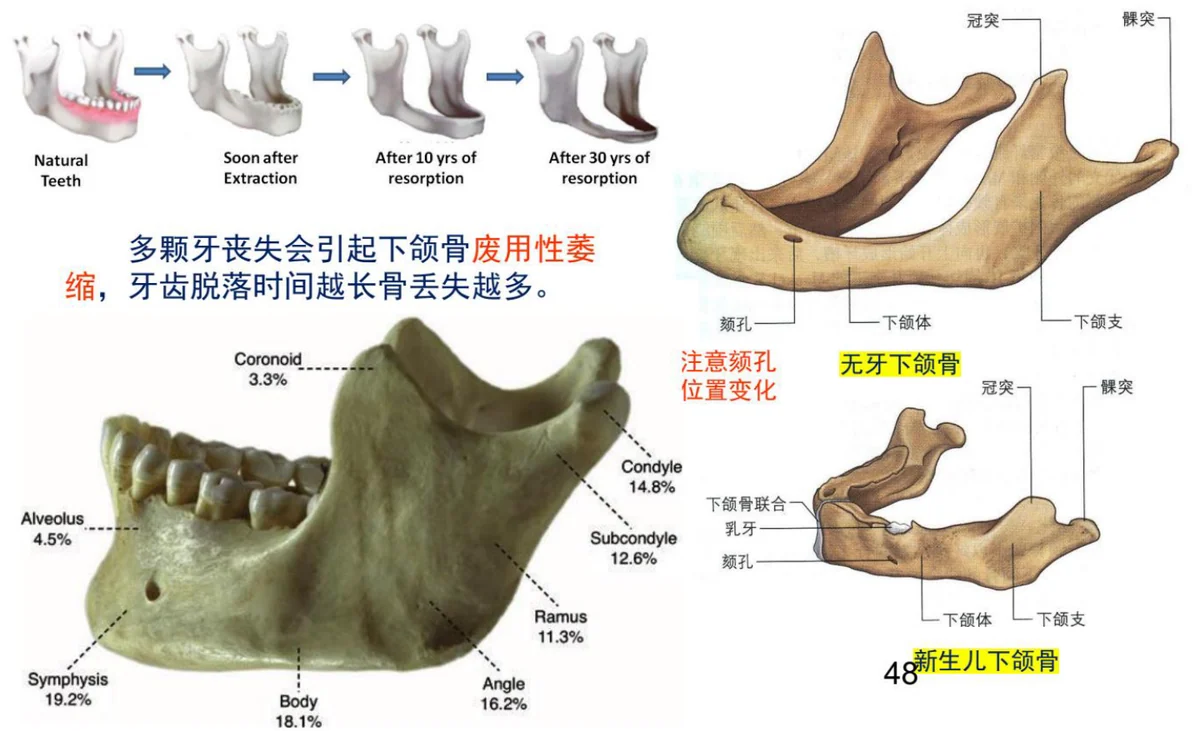 Natural
Teeth
Soon after
Extraction
After 10 yrs of
resorption
After 30 yrs of
resorption
多颗牙丧失会引起下颌骨废用性萎
缩，牙齿脱落时间越长骨丢失越多。
Coronoid
3.3%
Condyle
14.8%
Alveolus
4.5%
Subcondyle
12.6%
Ramus
11.3%
Symphysis
19.2%
Body
18.1%
Angle
16.2%
冠突
髁突
颏孔
下颌体
下颌支
注意颏孔
位置变化
无牙下颌骨
冠突
髁突
下颌骨联合
乳牙
颏孔
下颌体
下颌支
新生儿下颌骨
48